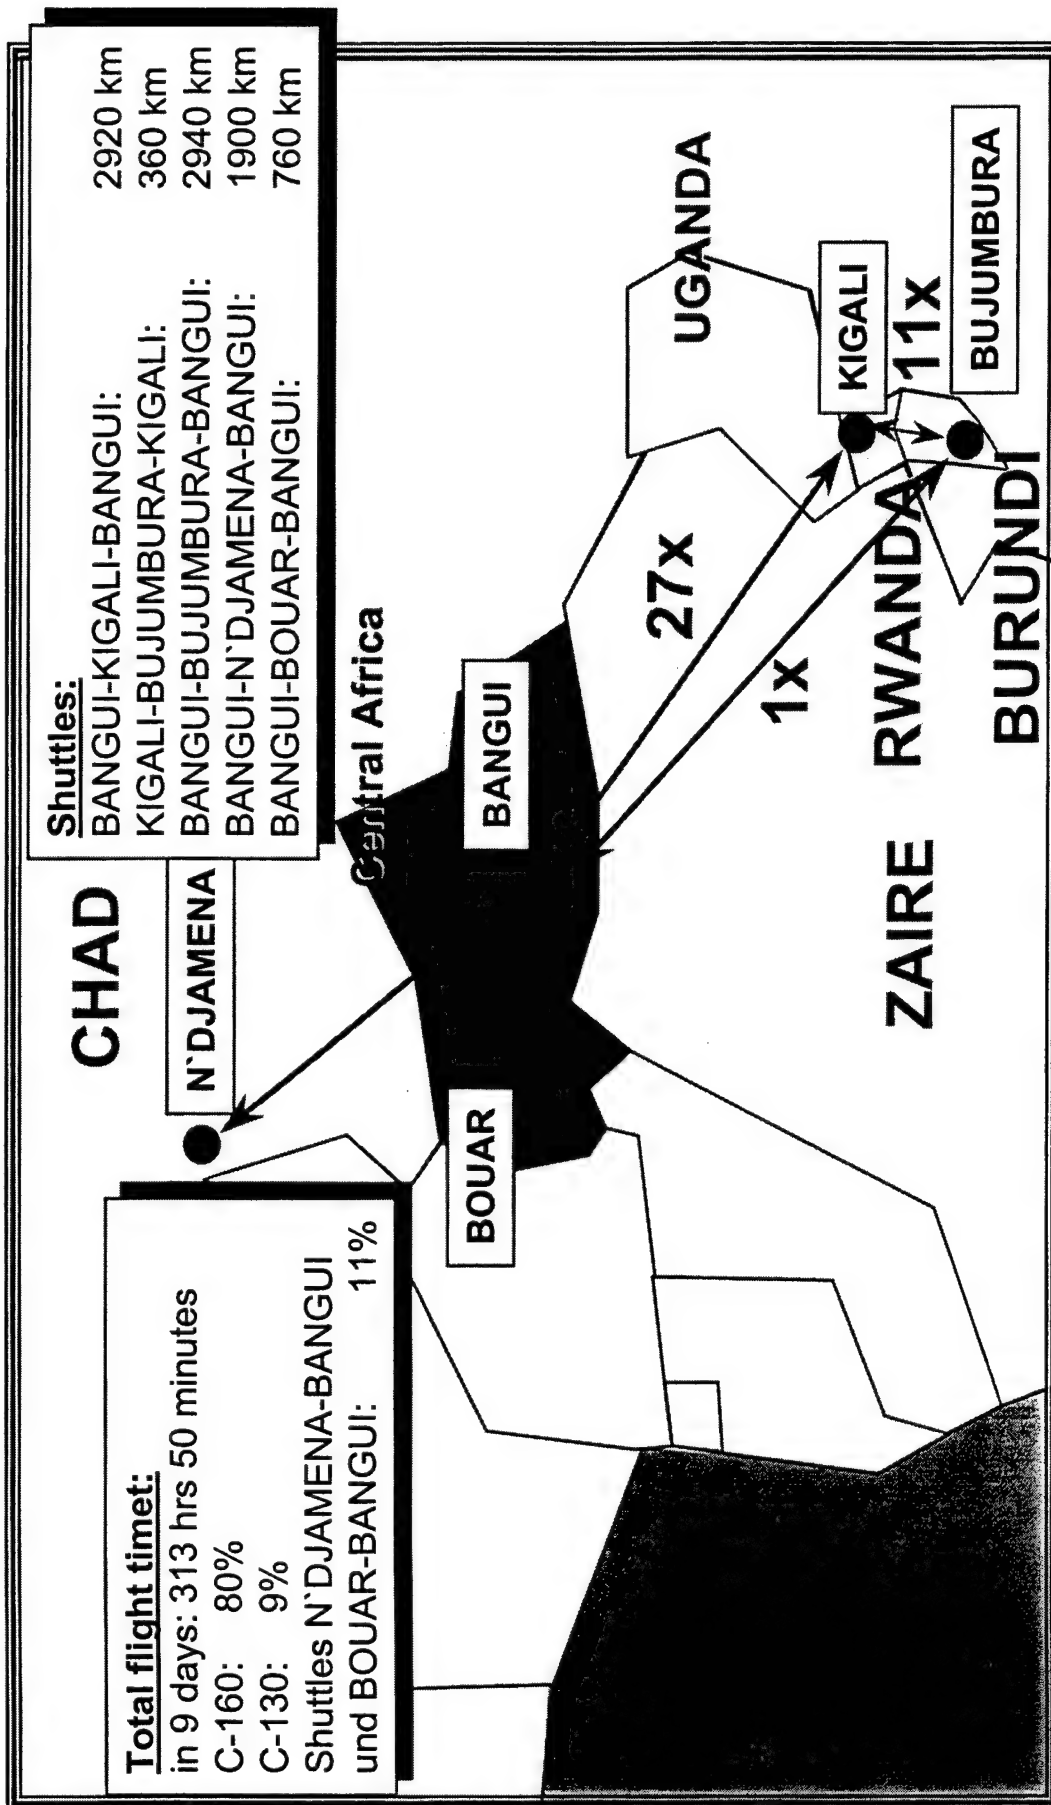 Total flight timet:
in 9 days: 313 hrs 50 minutes
C-160: 80%
C-130: 9%
Shuttles N`DJAMENA-BANGUI
und BOUAR-BANGUI: 11%
CHAD
N`DJAMENA
Shuttles:
BANGUI-KIGALI-BANGUI: 2920 km
KIGALI-BUJUMBURA-KIGALI: 360 km
BANGUI-BUJUMBURA-BANGUI: 2940 km
BANGUI-N`DJAMENA-BANGUI: 1900 km
BANGUI-BOUAR-BANGUI: 760 km
Central Africa
BOUAR
BANGUI
27x
UGANDA
1x
KIGALI
ZAIRE
RWANDA
11x
BURUNDI
BUJUMBURA